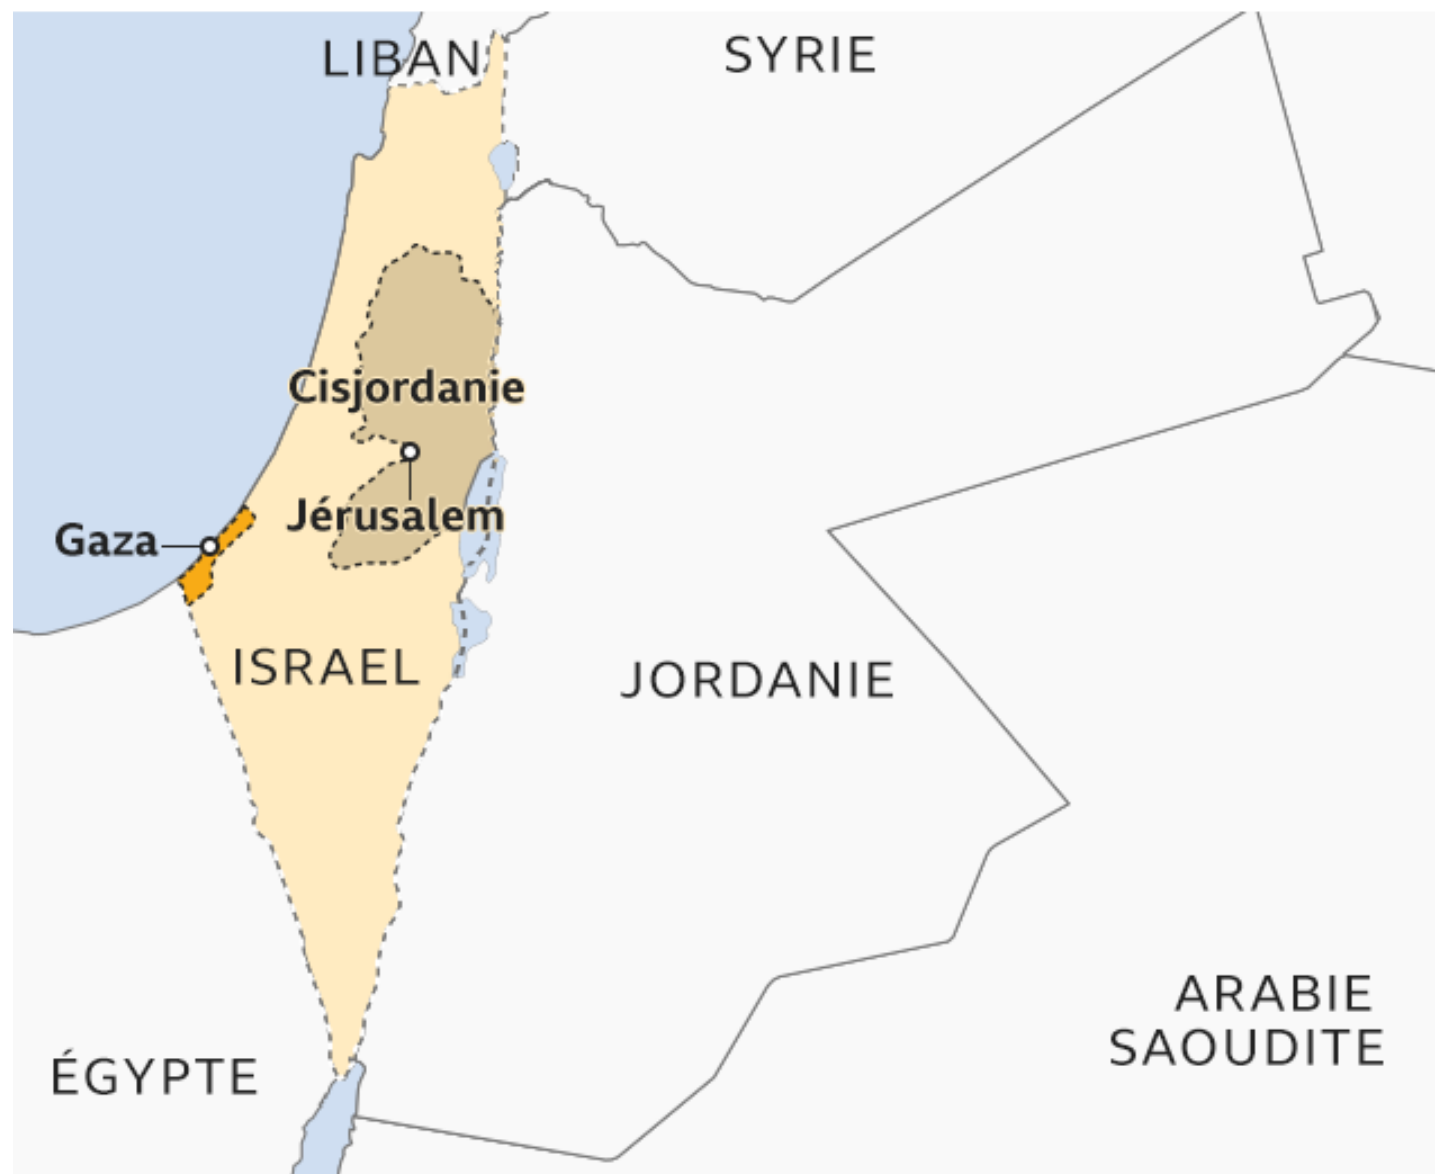 LIBAN
SYRIE
Cisjordanie
Jérusalem
Gaza
ISRAEL
JORDANIE
ARABIE
SAOUDITE
ÉGYPTE